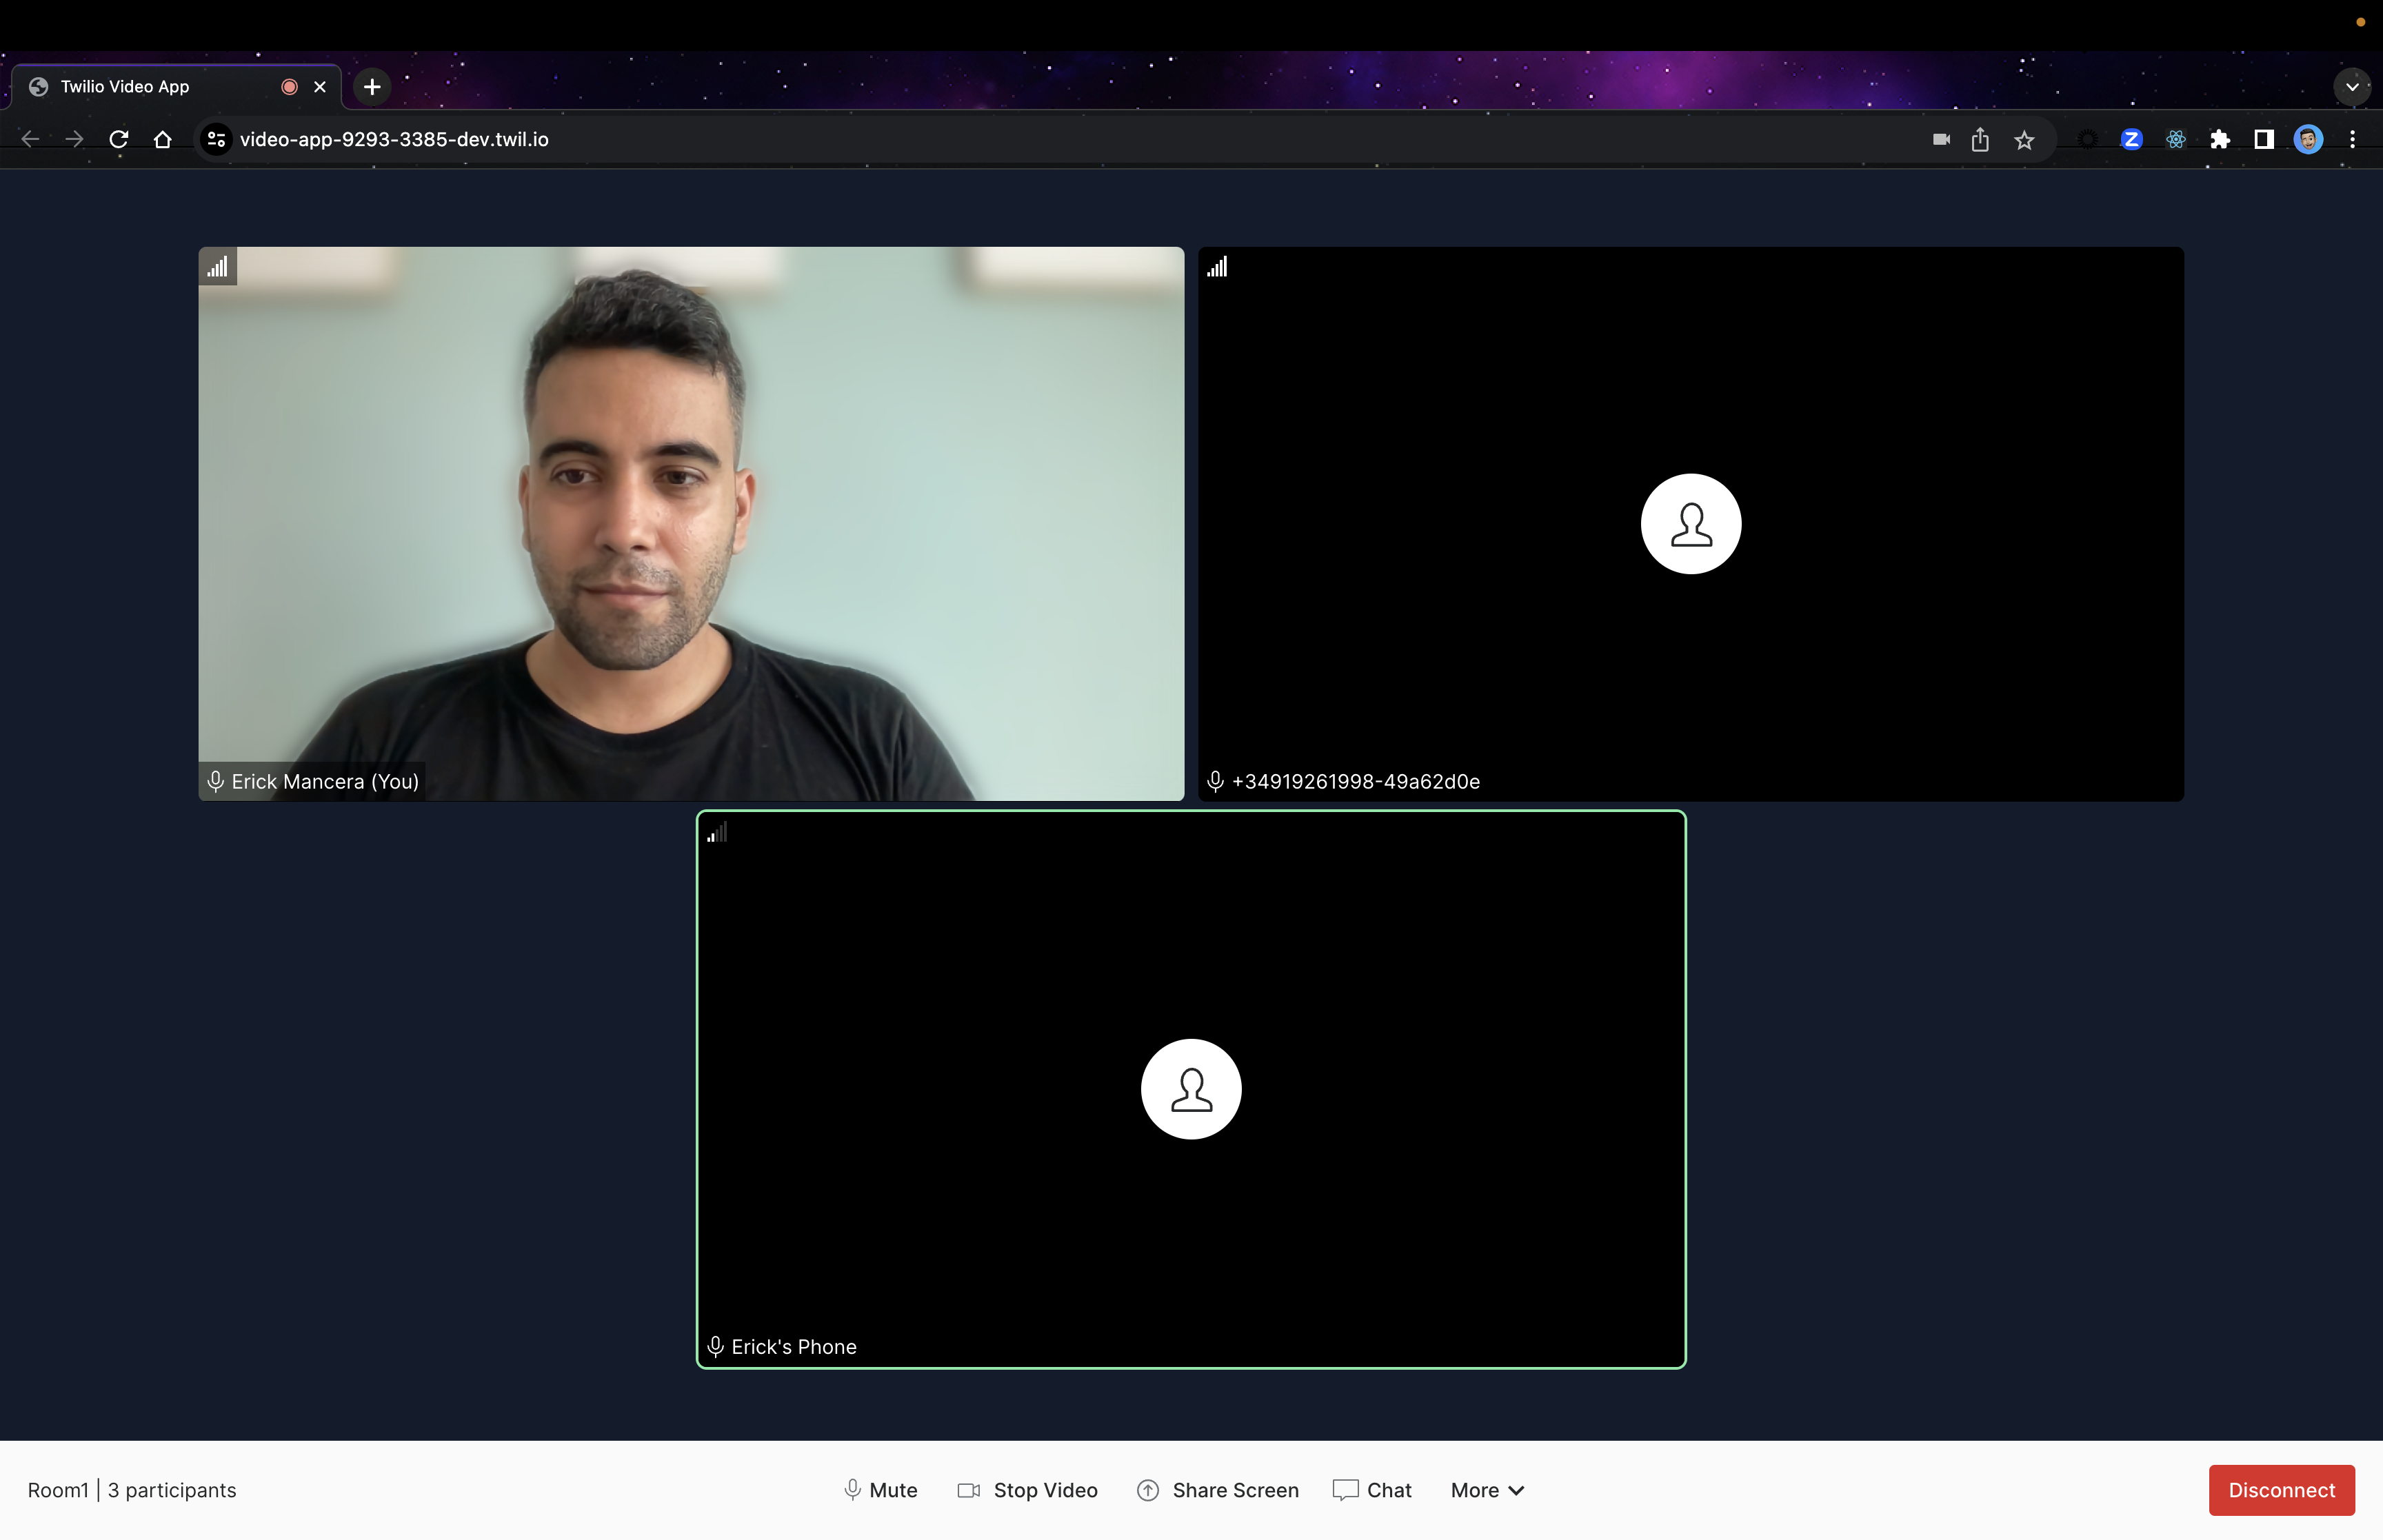 Twilio Video App
video-app-9293-3385-dev.twil.io
Z
Erick Mancera (You)
+34919261998-49a62d0e
Erick's Phone
Room1 | 3 participants
Mute
Stop Video
Share Screen
Chat
More
Disconnect